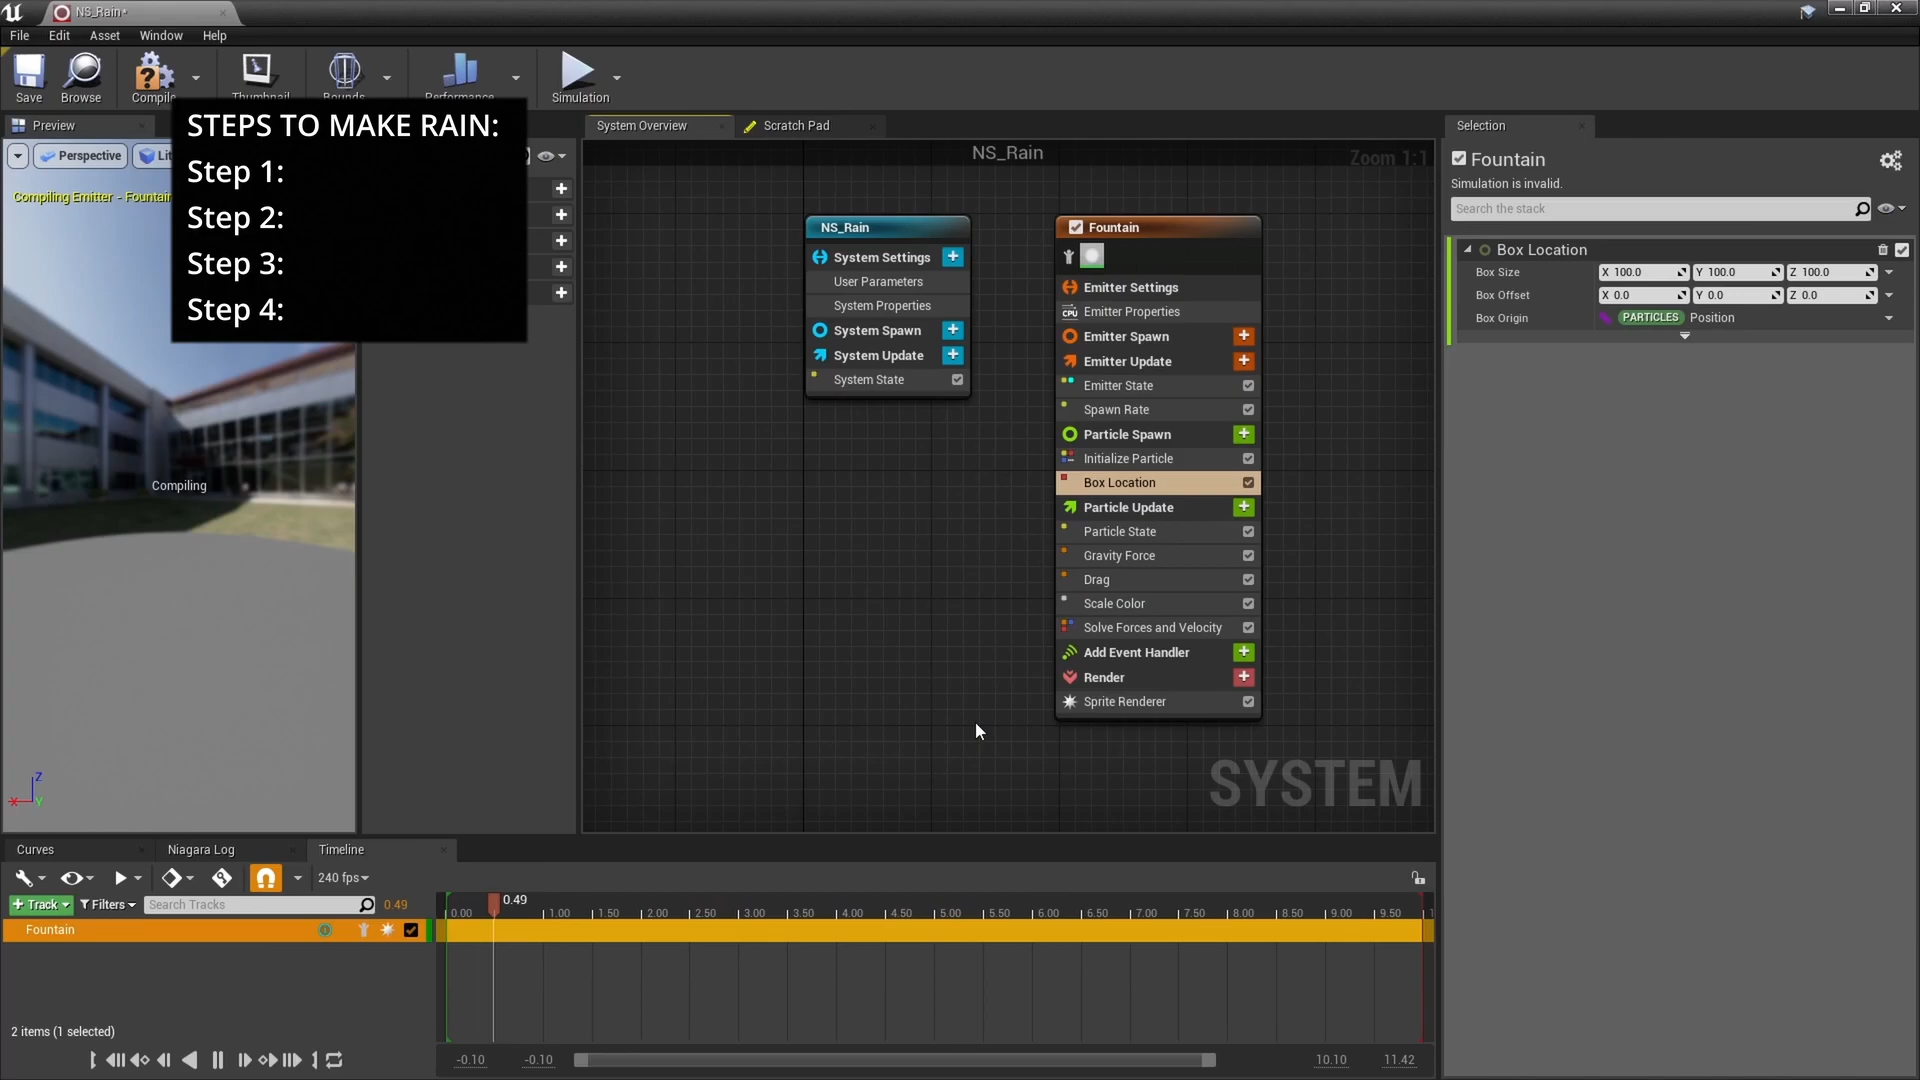 NS_Rain*
File Edit Asset Window Help
Save Browse Compile Thumbnail Bounds Performance Simulation
Preview
Perspective
Lit
Compiling Emitter - Fountain
Compiling
STEPS TO MAKE RAIN:
Step 1:
Step 2:
Step 3:
Step 4:
System Overview Scratch Pad
NS_Rain
Zoom 1:1
NS_Rain
System Settings
User Parameters
System Properties
System Spawn
System Update
System State
Fountain
Emitter Settings
CPU Emitter Properties
Emitter Spawn
Emitter Update
Emitter State
Spawn Rate
Particle Spawn
Initialize Particle
Box Location
Particle Update
Particle State
Gravity Force
Drag
Scale Color
Solve Forces and Velocity
Add Event Handler
Render
Sprite Renderer
SYSTEM
Selection
Fountain
Simulation is invalid.
Search the stack
Box Location
Box Size X 100.0 Y 100.0 Z 100.0
Box Offset X 0.0 Y 0.0 Z 0.0
Box Origin PARTICLES Position
Z
X Y
Curves Niagara Log Timeline
240 fps
+ Track Filters Search Tracks 0.49
0.49
0.00 1.00 1.50 2.00 2.50 3.00 3.50 4.00 4.50 5.00 5.50 6.00 6.50 7.00 7.50 8.00 8.50 9.00 9.50 1
Fountain
2 items (1 selected)
-0.10 -0.10 10.10 11.42